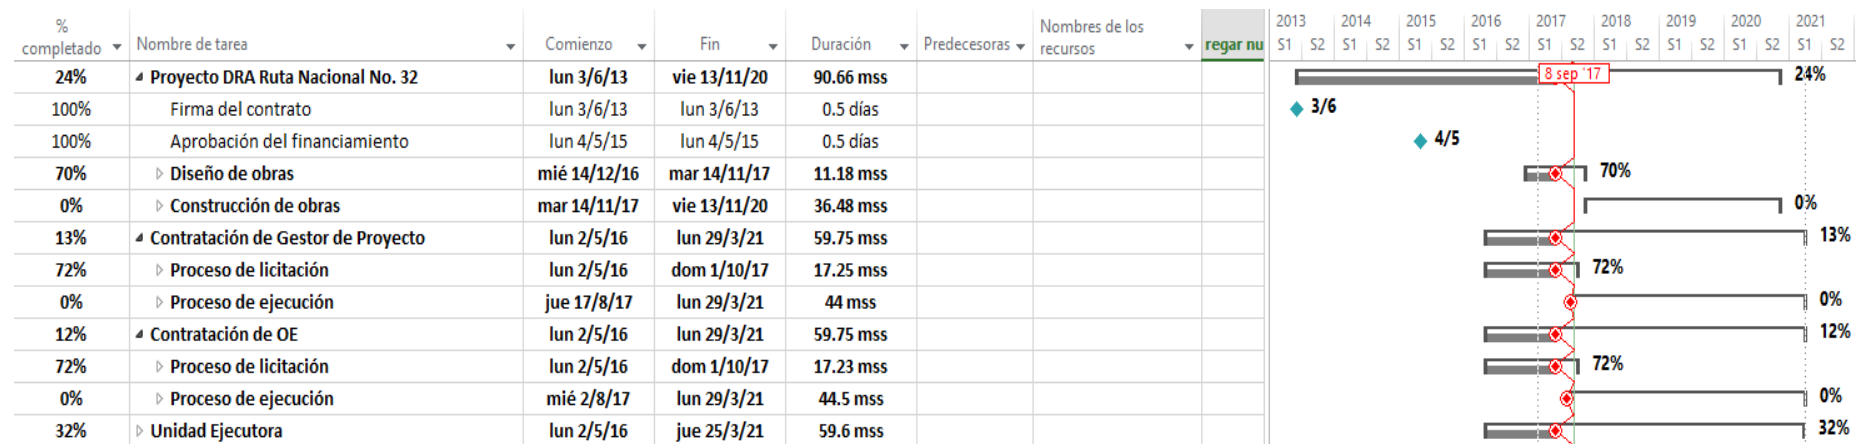 % completado Nombre de tarea Comienzo Fin Duración Predecesoras Nombres de los recursos regar nu 2013 2014 2015 2016 2017 2018 2019 2020 2021
S1 S2 S1 S2 S1 S2 S1 S2 S1 S2 S1 S2 S1 S2 S1 S2 S1 S2
24% Proyecto DRA Ruta Nacional No. 32 lun 3/6/13 vie 13/11/20 90.66 mss 8 sep '17 24%
100% Firma del contrato lun 3/6/13 lun 3/6/13 0.5 días 3/6
100% Aprobación del financiamiento lun 4/5/15 lun 4/5/15 0.5 días 4/5
70% Diseño de obras mié 14/12/16 mar 14/11/17 11.18 mss 70%
0% Construcción de obras mar 14/11/17 vie 13/11/20 36.48 mss 0%
13% Contratación de Gestor de Proyecto lun 2/5/16 lun 29/3/21 59.75 mss 13%
72% Proceso de licitación lun 2/5/16 dom 1/10/17 17.25 mss 72%
0% Proceso de ejecución jue 17/8/17 lun 29/3/21 44 mss 0%
12% Contratación de OE lun 2/5/16 lun 29/3/21 59.75 mss 12%
72% Proceso de licitación lun 2/5/16 dom 1/10/17 17.23 mss 72%
0% Proceso de ejecución mié 2/8/17 lun 29/3/21 44.5 mss 0%
32% Unidad Ejecutora lun 2/5/16 jue 25/3/21 59.6 mss 32%